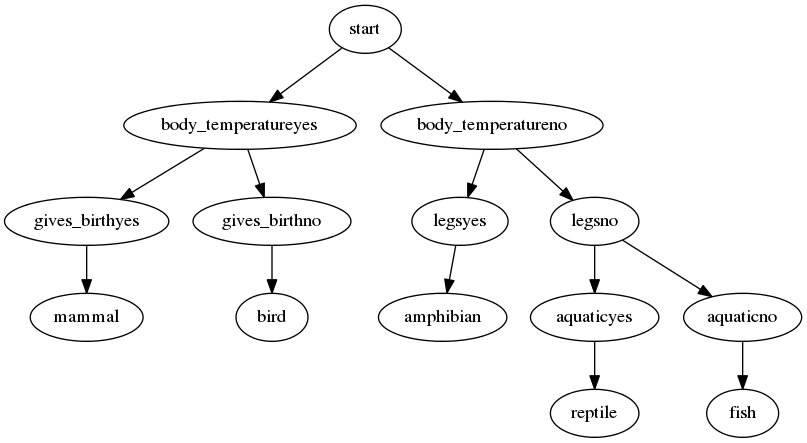 start
body_temperatureyes
body_temperatureno
gives_birthyes
gives_birthno
legsyes
legsno
mammal
bird
amphibian
aquaticyes
aquaticno
reptile
fish